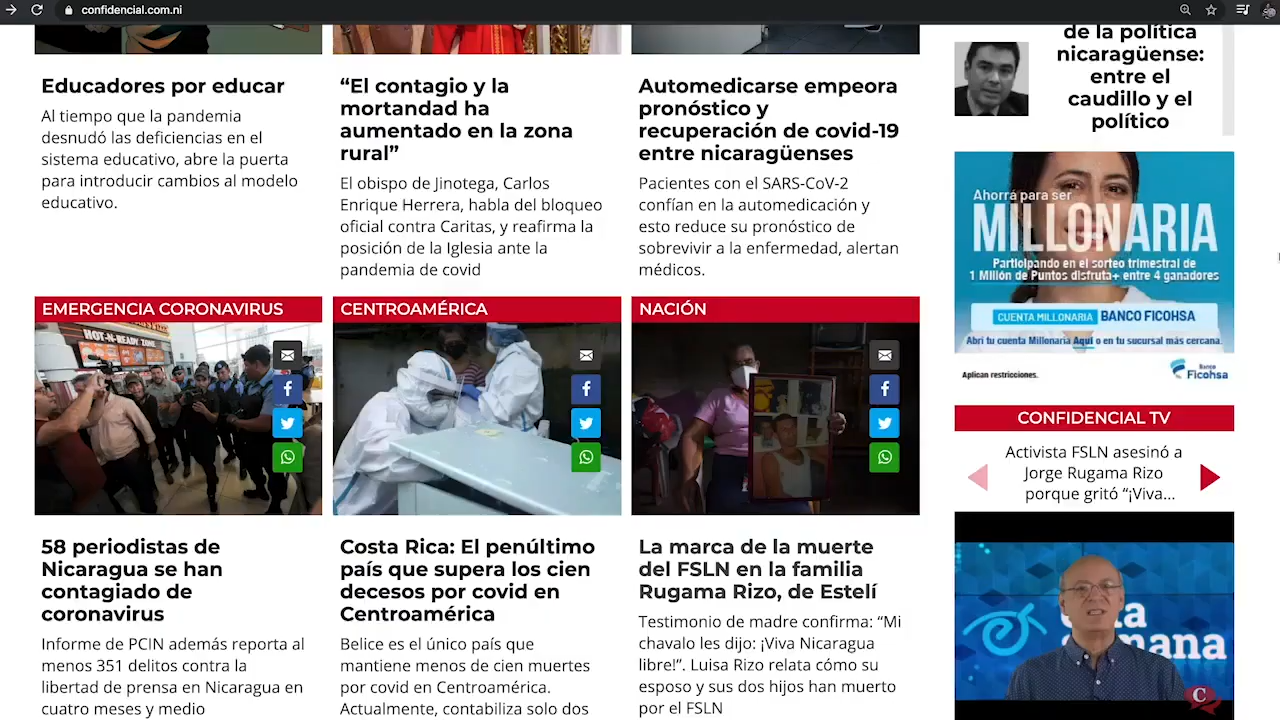 confidencial.com.ni
Educadores por educar
Al tiempo que la pandemia
desnudó las deficiencias en el
sistema educativo, abre la puerta
para introducir cambios al modelo
educativo.
“El contagio y la
mortandad ha
aumentado en la zona
rural”
El obispo de Jinotega, Carlos
Enrique Herrera, habla del bloqueo
oficial contra Caritas, y reafirma la
posición de la Iglesia ante la
pandemia de covid
Automedicarse empeora
pronóstico y
recuperación de covid-19
entre nicaragüenses
Pacientes con el SARS-CoV-2
confían en la automedicación y
esto reduce su pronóstico de
sobrevivir a la enfermedad, alertan
médicos.
de la política
nicaragüense:
entre el
caudillo y el
político
Ahorrá para ser
MILLONARIA
Participando en el sorteo trimestral de
1 Millón de Puntos disfruta+ entre 4 ganadores
CUENTA MILLONARIA BANCO FICOHSA
Abrí tu cuenta Millonaria Aquí o en tu sucursal más cercana.
Aplican restricciones.
Banco
Ficohsa
EMERGENCIA CORONAVIRUS
HOT-N-READY ZONE
58 periodistas de
Nicaragua se han
contagiado de
coronavirus
Informe de PCIN además reporta al
menos 351 delitos contra la
libertad de prensa en Nicaragua en
cuatro meses y medio
CENTROAMÉRICA
Costa Rica: El penúltimo
país que supera los cien
decesos por covid en
Centroamérica
Belice es el único país que
mantiene menos de cien muertes
por covid en Centroamérica.
Actualmente, contabiliza solo dos
NACIÓN
La marca de la muerte
del FSLN en la familia
Rugama Rizo, de Estelí
Testimonio de madre confirma: “Mi
chavalo les dijo: ¡Viva Nicaragua
libre!”. Luisa Rizo relata cómo su
esposo y sus dos hijos han muerto
por el FSLN
CONFIDENCIAL TV
Activista FSLN asesinó a
Jorge Rugama Rizo
porque gritó “¡Viva...
C